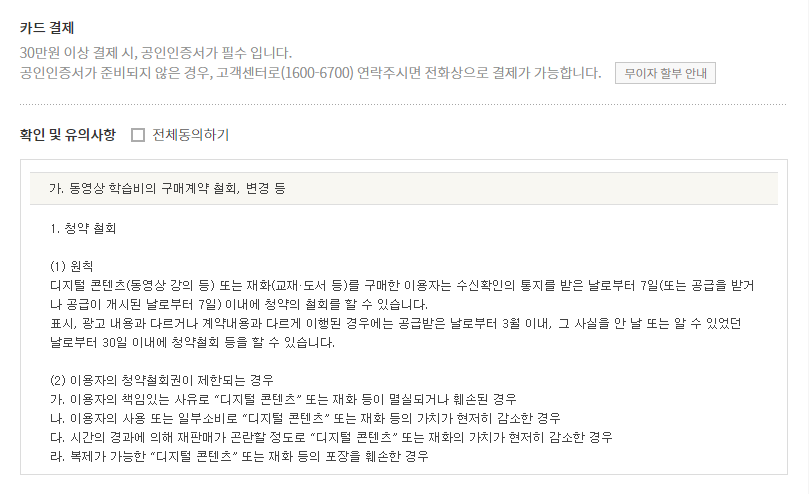 카드 결제
30만원 이상 결제 시, 공인인증서가 필수 입니다.
공인인증서가 준비되지 않은 경우, 고객센터로(1600-6700) 연락주시면 전화상으로 결제가 가능합니다. 무이자 할부 안내
확인 및 유의사항 전체동의하기
가. 동영상 학습비의 구매계약 철회, 변경 등
1. 청약 철회
(1) 원칙
디지털 콘텐츠(동영상 강의 등) 또는 재화(교재·도서 등)를 구매한 이용자는 수신확인의 통지를 받은 날로부터 7일(또는 공급을 받거
나 공급이 개시된 날로부터 7일) 이내에 청약의 철회를 할 수 있습니다.
표시, 광고 내용과 다르거나 계약내용과 다르게 이행된 경우에는 공급받은 날로부터 3월 이내, 그 사실을 안 날 또는 알 수 있었던
날로부터 30일 이내에 청약철회 등을 할 수 있습니다.
(2) 이용자의 청약철회권이 제한되는 경우
가. 이용자의 책임있는 사유로 “디지털 콘텐츠” 또는 재화 등이 멸실되거나 훼손된 경우
나. 이용자의 사용 또는 일부소비로 “디지털 콘텐츠” 또는 재화 등의 가치가 현저히 감소한 경우
다. 시간의 경과에 의해 재판매가 곤란할 정도로 “디지털 콘텐츠” 또는 재화의 가치가 현저히 감소한 경우
라. 복제가 가능한 “디지털 콘텐츠” 또는 재화 등의 포장을 훼손한 경우